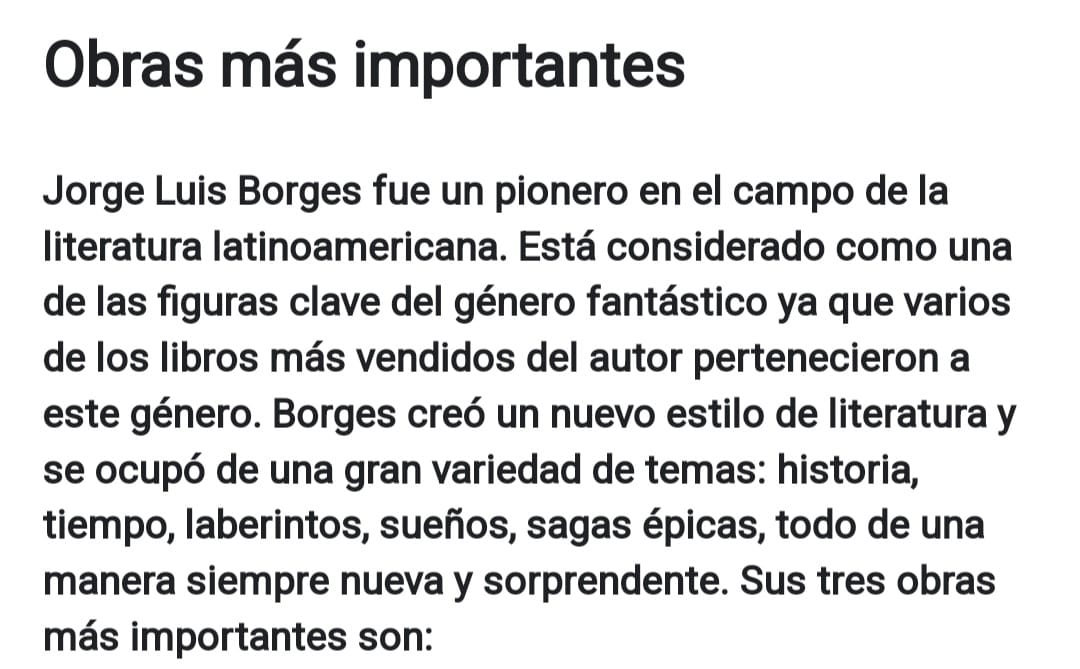 Obras más importantes
Jorge Luis Borges fue un pionero en el campo de la
literatura latinoamericana. Está considerado como una
de las figuras clave del género fantástico ya que varios
de los libros más vendidos del autor pertenecieron a
este género. Borges creó un nuevo estilo de literatura y
se ocupó de una gran variedad de temas: historia,
tiempo, laberintos, sueños, sagas épicas, todo de una
manera siempre nueva y sorprendente. Sus tres obras
más importantes son: